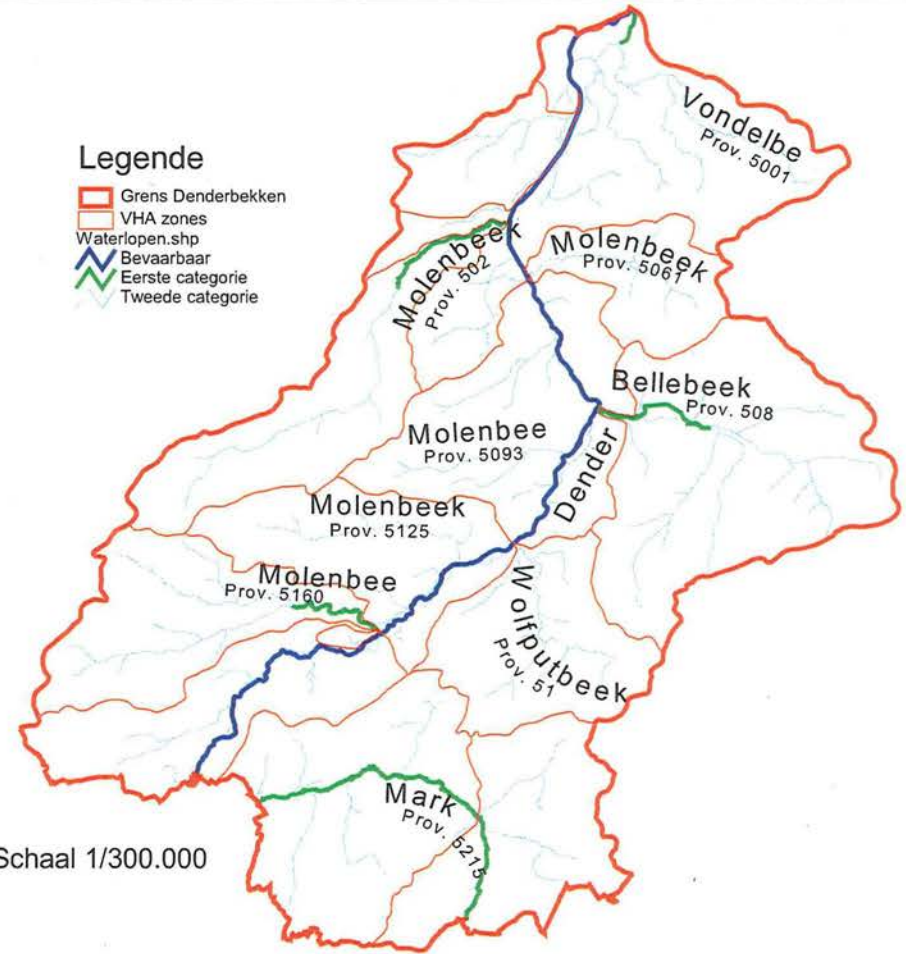 Legende
Grens Denderbekken
VHA zones
Waterlopen.shp
Bevaarbaar
Eerste categorie
Tweede categorie
Vondelbe
Prov. 5001
Molenbeek
Prov. 502
Molenbeek
Prov. 5061
Bellebeek
Prov. 508
Molenbee
Prov. 5093
Dender
Molenbeek
Prov. 5125
Molenbee
Prov. 5160
Wolfputbeek
Prov. 51
Mark
Prov. 5215
Schaal 1/300.000